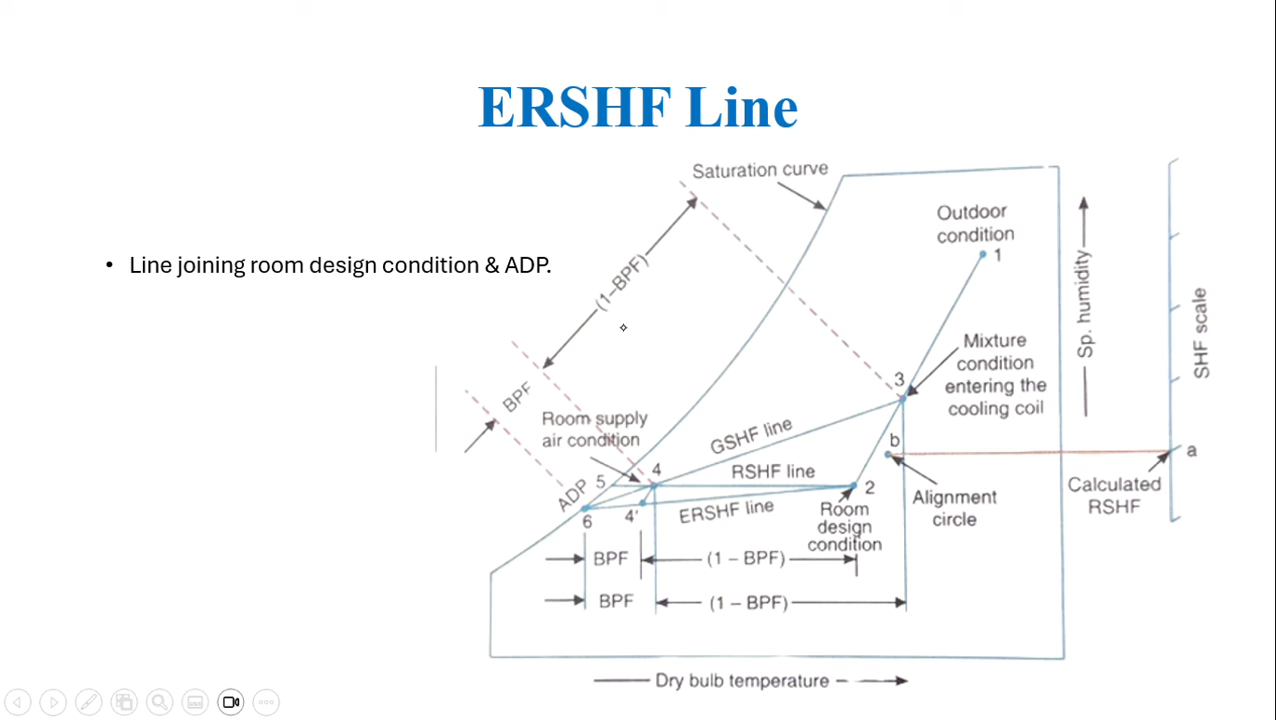 ERSHF Line
• Line joining room design condition & ADP.
Saturation curve
Outdoor
condition
1
(1–BPF)
BPF
Sp. humidity
SHF scale
Mixture
condition
entering the
cooling coil
3
Room supply
air condition
GSHF line
b
a
4
RSHF line
5
2
ADP
Calculated
RSHF
Alignment
circle
ERSHF line
Room
design
condition
6
4'
BPF
(1 – BPF)
BPF
(1 – BPF)
Dry bulb temperature